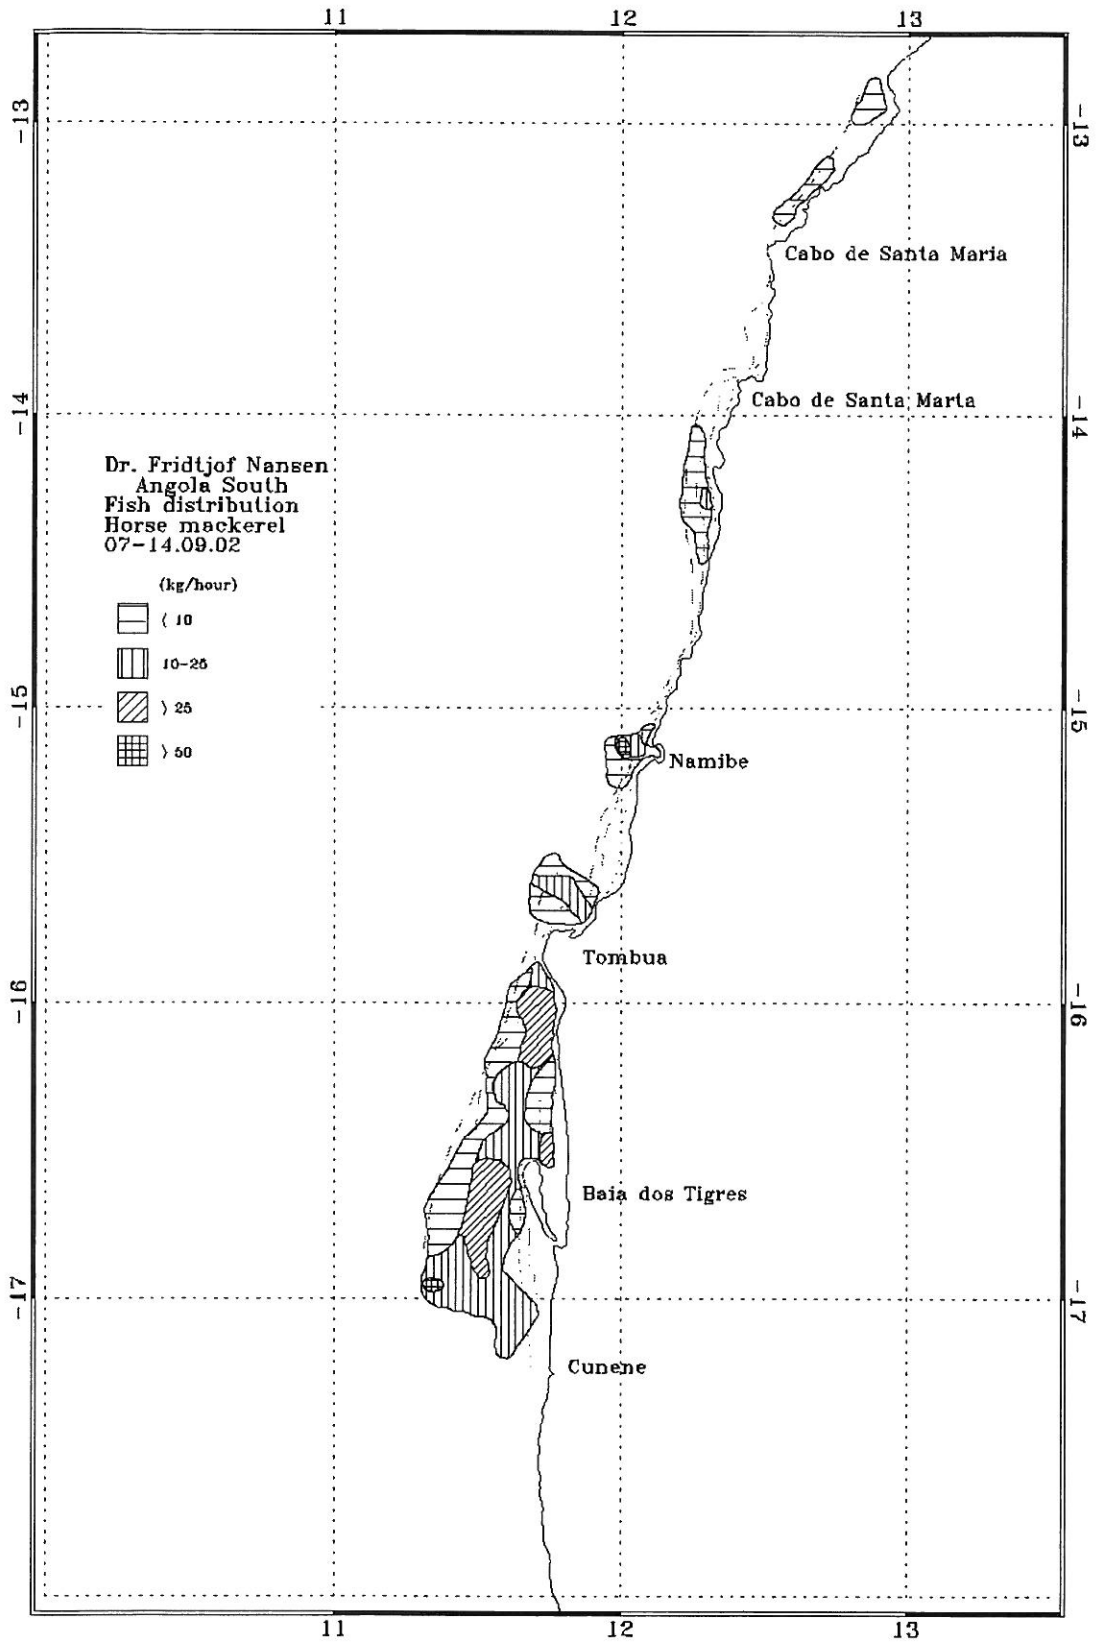 11 12 13
-13 -13
Cabo de Santa Maria
Cabo de Santa Marta
-14 -14
Dr. Fridtjof Nansen
Angola South
Fish distribution
Horse mackerel
07-14.09.02
(kg/hour)
< 10
10-25
> 25
> 50
-15 -15
Namibe
Tombua
-16 -16
Baia dos Tigres
-17 -17
Cunene
11 12 13